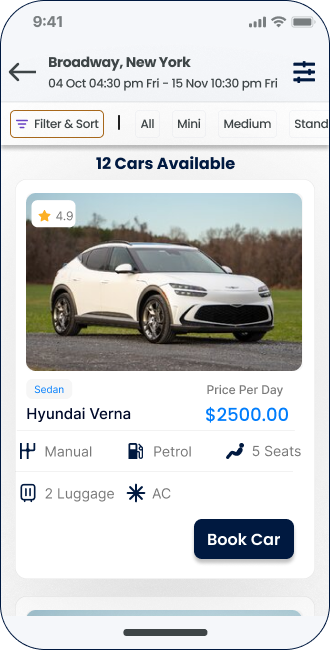 9:41
Broadway, New York
04 Oct 04:30 pm Fri - 15 Nov 10:30 pm Fri
Filter & Sort | All Mini Medium Stand
12 Cars Available
4.9
Sedan
Price Per Day
Hyundai Verna
$2500.00
Manual Petrol 5 Seats
2 Luggage AC
Book Car